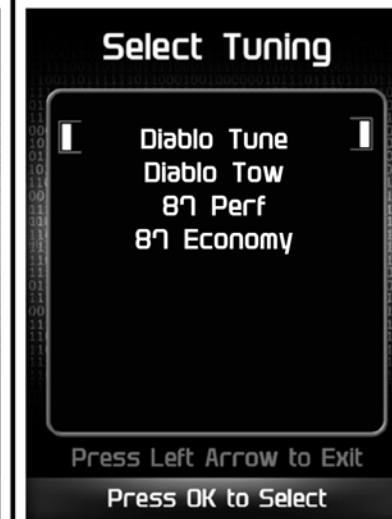 Select Tuning
Diablo Tune
Diablo Tow
87 Perf
87 Economy
Press Left Arrow to Exit
Press OK to Select